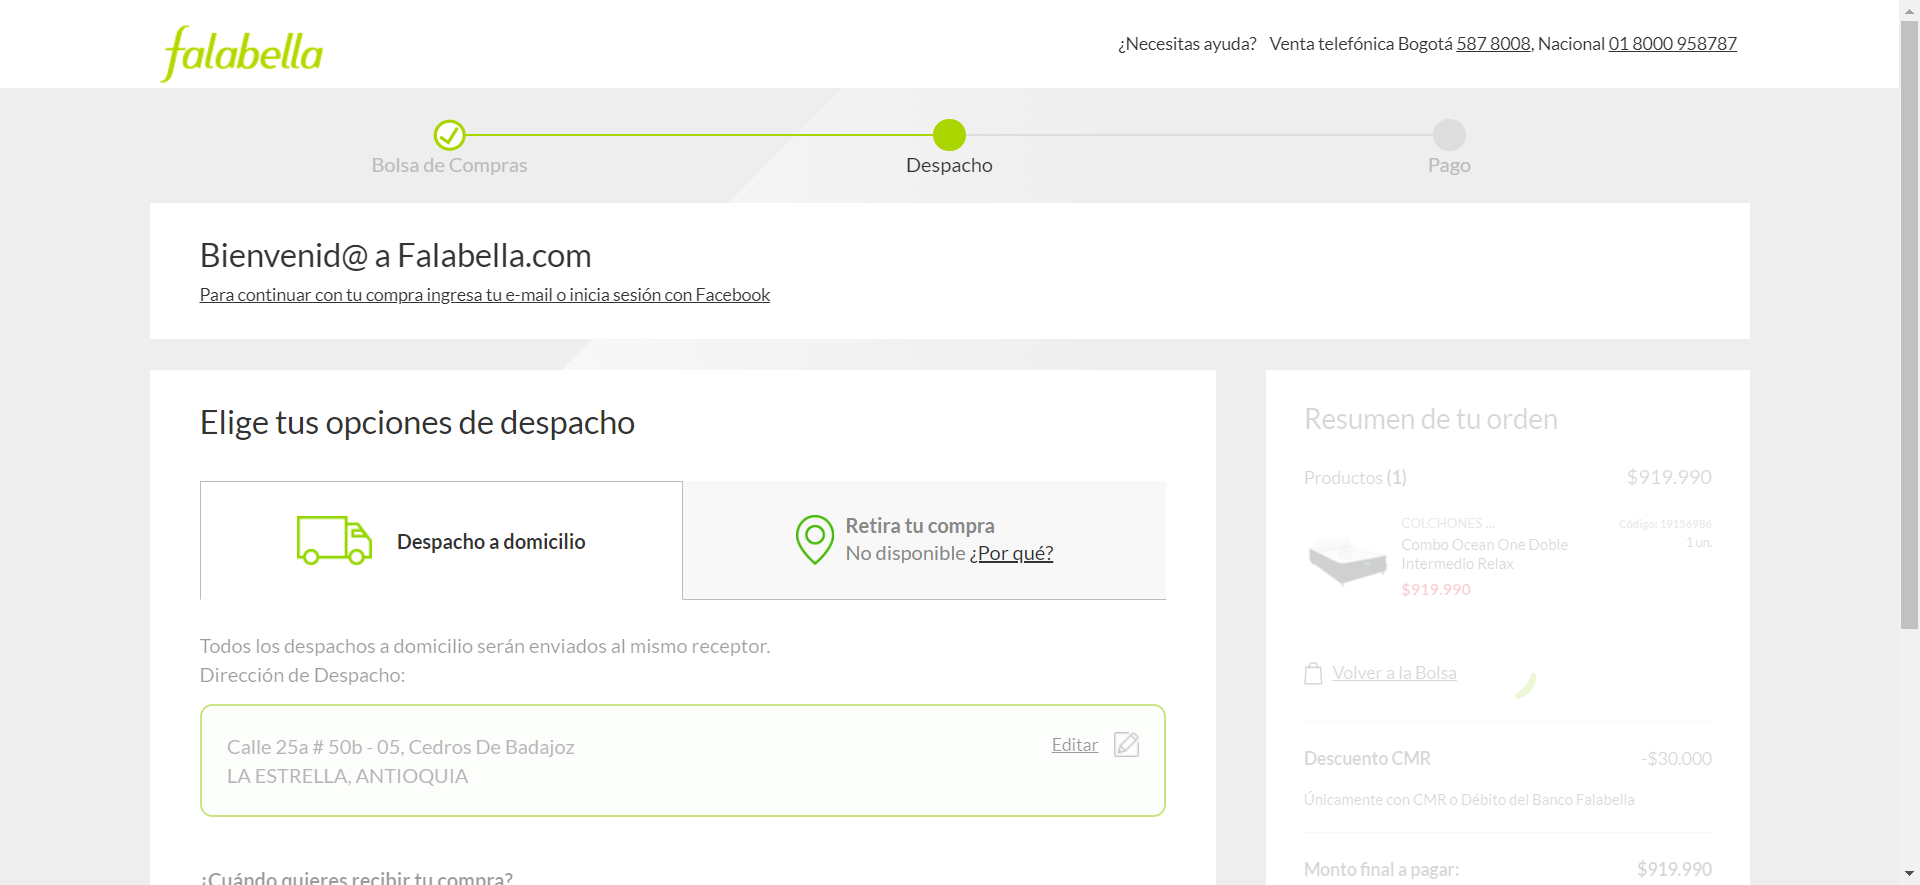 falabella
¿Necesitas ayuda? Venta telefónica Bogotá 587 8008, Nacional 01 8000 958787
Bolsa de Compras
Despacho
Pago
Bienvenid@ a Falabella.com
Para continuar con tu compra ingresa tu e-mail o inicia sesión con Facebook
Elige tus opciones de despacho
Despacho a domicilio
Retira tu compra
No disponible ¿Por qué?
Todos los despachos a domicilio serán enviados al mismo receptor.
Dirección de Despacho:
Calle 25a # 50b - 05, Cedros De Badajoz
LA ESTRELLA, ANTIOQUIA
Editar
¿Cuándo quieres recibir tu compra?
Resumen de tu orden
Productos (1) $919.990
COLCHONES ...
Código: 19156986
Combo Ocean One Doble
Intermedio Relax
1 un.
$919.990
Volver a la Bolsa
Descuento CMR -$30.000
Únicamente con CMR o Débito del Banco Falabella
Monto final a pagar: $919.990